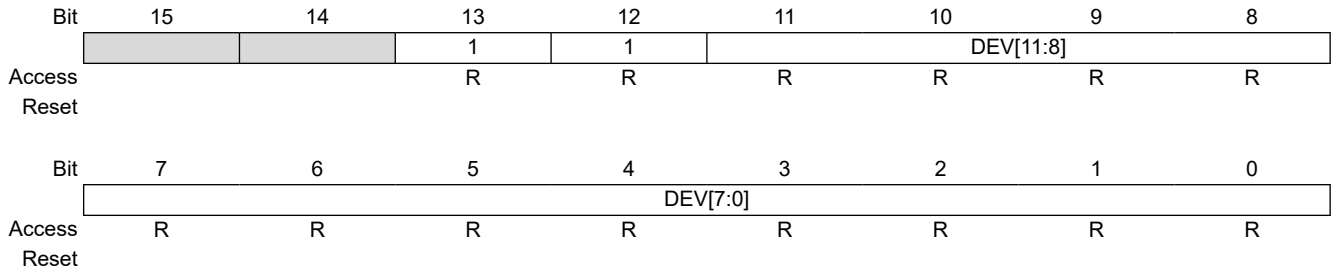 Bit 15 14 13 12 11 10 9 8
1 1 DEV[11:8]
Access R R R R R R
Reset
Bit 7 6 5 4 3 2 1 0
DEV[7:0]
Access R R R R R R R R
Reset